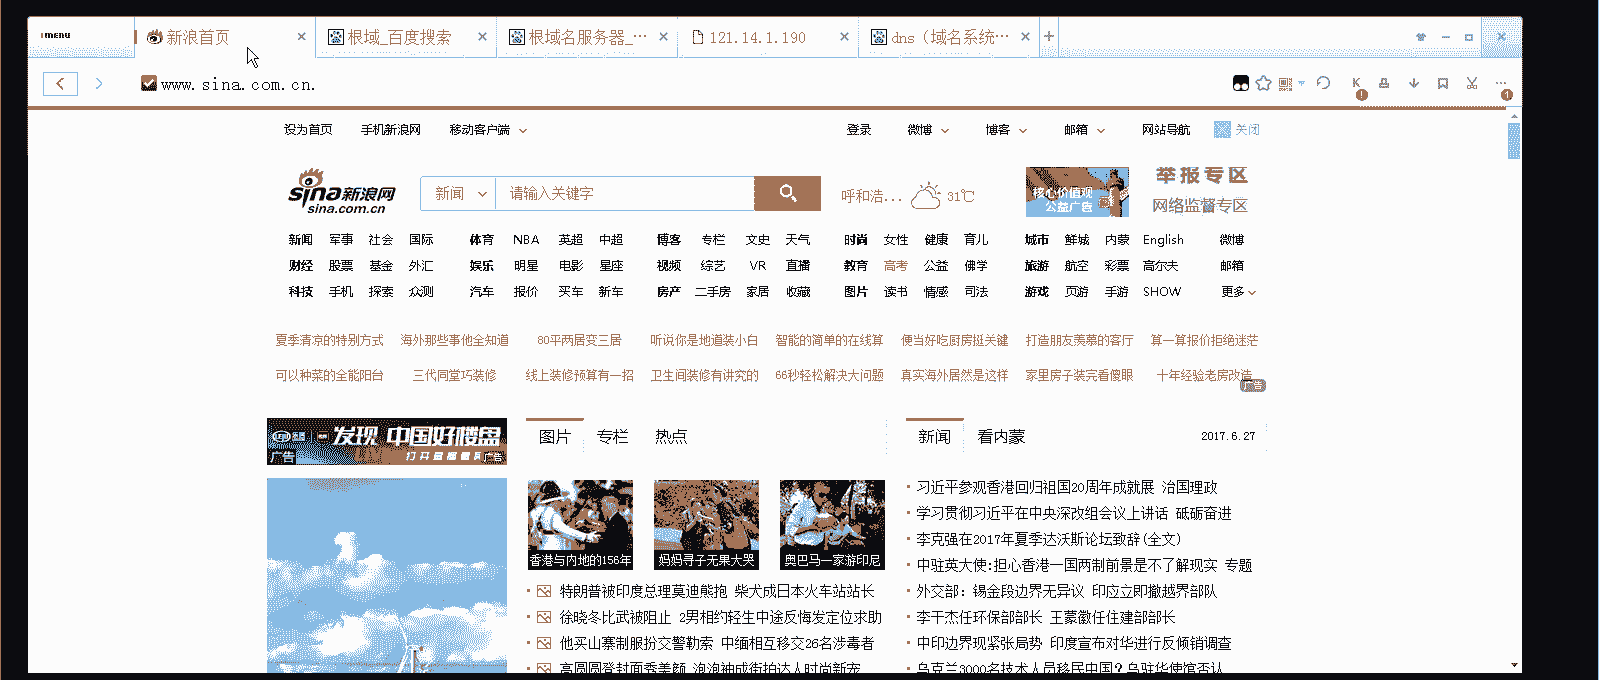 menu
新浪首页
根域_百度搜索
根域名服务器_…
121.14.1.190
dns（域名系统…
www.sina.com.cn.
设为首页 手机新浪网 移动客户端 登录 微博 博客 邮箱 网站导航 关闭
sina新浪网
sina.com.cn
新闻 请输入关键字
呼和浩... 31℃
核心价值观
公益广告
举报专区
网络监督专区
新闻 军事 社会 国际 体育 NBA 英超 中超 博客 专栏 文史 天气 时尚 女性 健康 育儿 城市 鲜城 内蒙 English 微博
财经 股票 基金 外汇 娱乐 明星 电影 星座 视频 综艺 VR 直播 教育 高考 公益 佛学 旅游 航空 彩票 高尔夫 邮箱
科技 手机 探索 众测 汽车 报价 买车 新车 房产 二手房 家居 收藏 图片 读书 情感 司法 游戏 页游 手游 SHOW 更多
夏季清凉的特别方式 海外那些事他全知道 80平两居变三居 听说你是地道装小白 智能的简单的在线算 便当好吃厨房挺关键 打造朋友羡慕的客厅 算一算报价拒绝迷茫
可以种菜的全能阳台 三代同堂巧装修 线上装修预算有一招 卫生间装修有讲究的 66秒轻松解决大问题 真实海外居然是这样 家里房子装完看傻眼 十年经验老房改造
广告
发现 中国好楼盘
广告
广告
图片 专栏 热点
香港与内地的156年
妈妈寻子无果大哭
奥巴马一家游印尼
特朗普被印度总理莫迪熊抱 柴犬成日本火车站站长
徐晓冬比武被阻止 2男相约轻生中途反悔发定位求助
他买山寨制服扮交警勒索 中缅相互移交26名涉毒者
高圆圆登封面秀美颜 泡泡袖成街拍达人时尚新宠
新闻 看内蒙 2017.6.27
习近平参观香港回归祖国20周年成就展 治国理政
学习贯彻习近平在中央深改组会议上讲话 砥砺奋进
李克强在2017年夏季达沃斯论坛致辞(全文)
中驻英大使:担心香港一国两制前景是不了解现实 专题
外交部：锡金段边界无异议 印应立即撤越界部队
李干杰任环保部部长 王蒙徽任住建部部长
中印边界现紧张局势 印度宣布对华进行反倾销调查
乌克兰3000名技术人员移民中国？乌驻华使馆否认